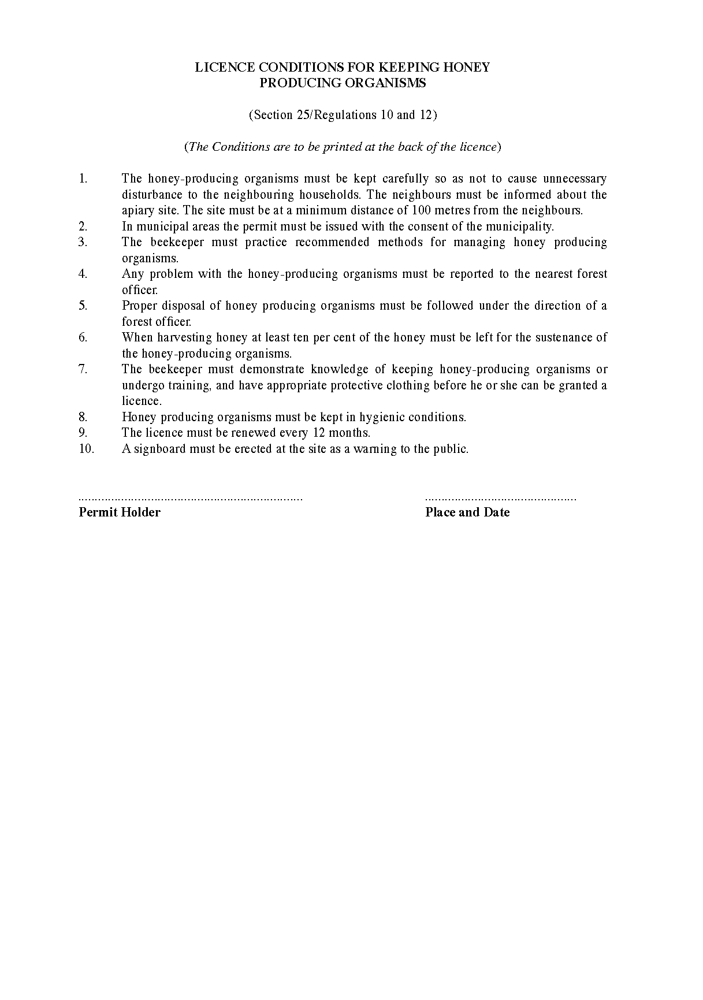 LICENCE CONDITIONS FOR KEEPING HONEY
PRODUCING ORGANISMS
(Section 25/Regulations 10 and 12)
(The Conditions are to be printed at the back of the licence)
1. The honey-producing organisms must be kept carefully so as not to cause unnecessary
disturbance to the neighbouring households. The neighbours must be informed about the
apiary site. The site must be at a minimum distance of 100 metres from the neighbours.
2. In municipal areas the permit must be issued with the consent of the municipality.
3. The beekeeper must practice recommended methods for managing honey producing
organisms.
4. Any problem with the honey-producing organisms must be reported to the nearest forest
officer.
5. Proper disposal of honey producing organisms must be followed under the direction of a
forest officer.
6. When harvesting honey at least ten per cent of the honey must be left for the sustenance of
the honey-producing organisms.
7. The beekeeper must demonstrate knowledge of keeping honey-producing organisms or
undergo training, and have appropriate protective clothing before he or she can be granted a
licence.
8. Honey producing organisms must be kept in hygienic conditions.
9. The licence must be renewed every 12 months.
10. A signboard must be erected at the site as a warning to the public.
.................................................................... ..............................................
Permit Holder Place and Date